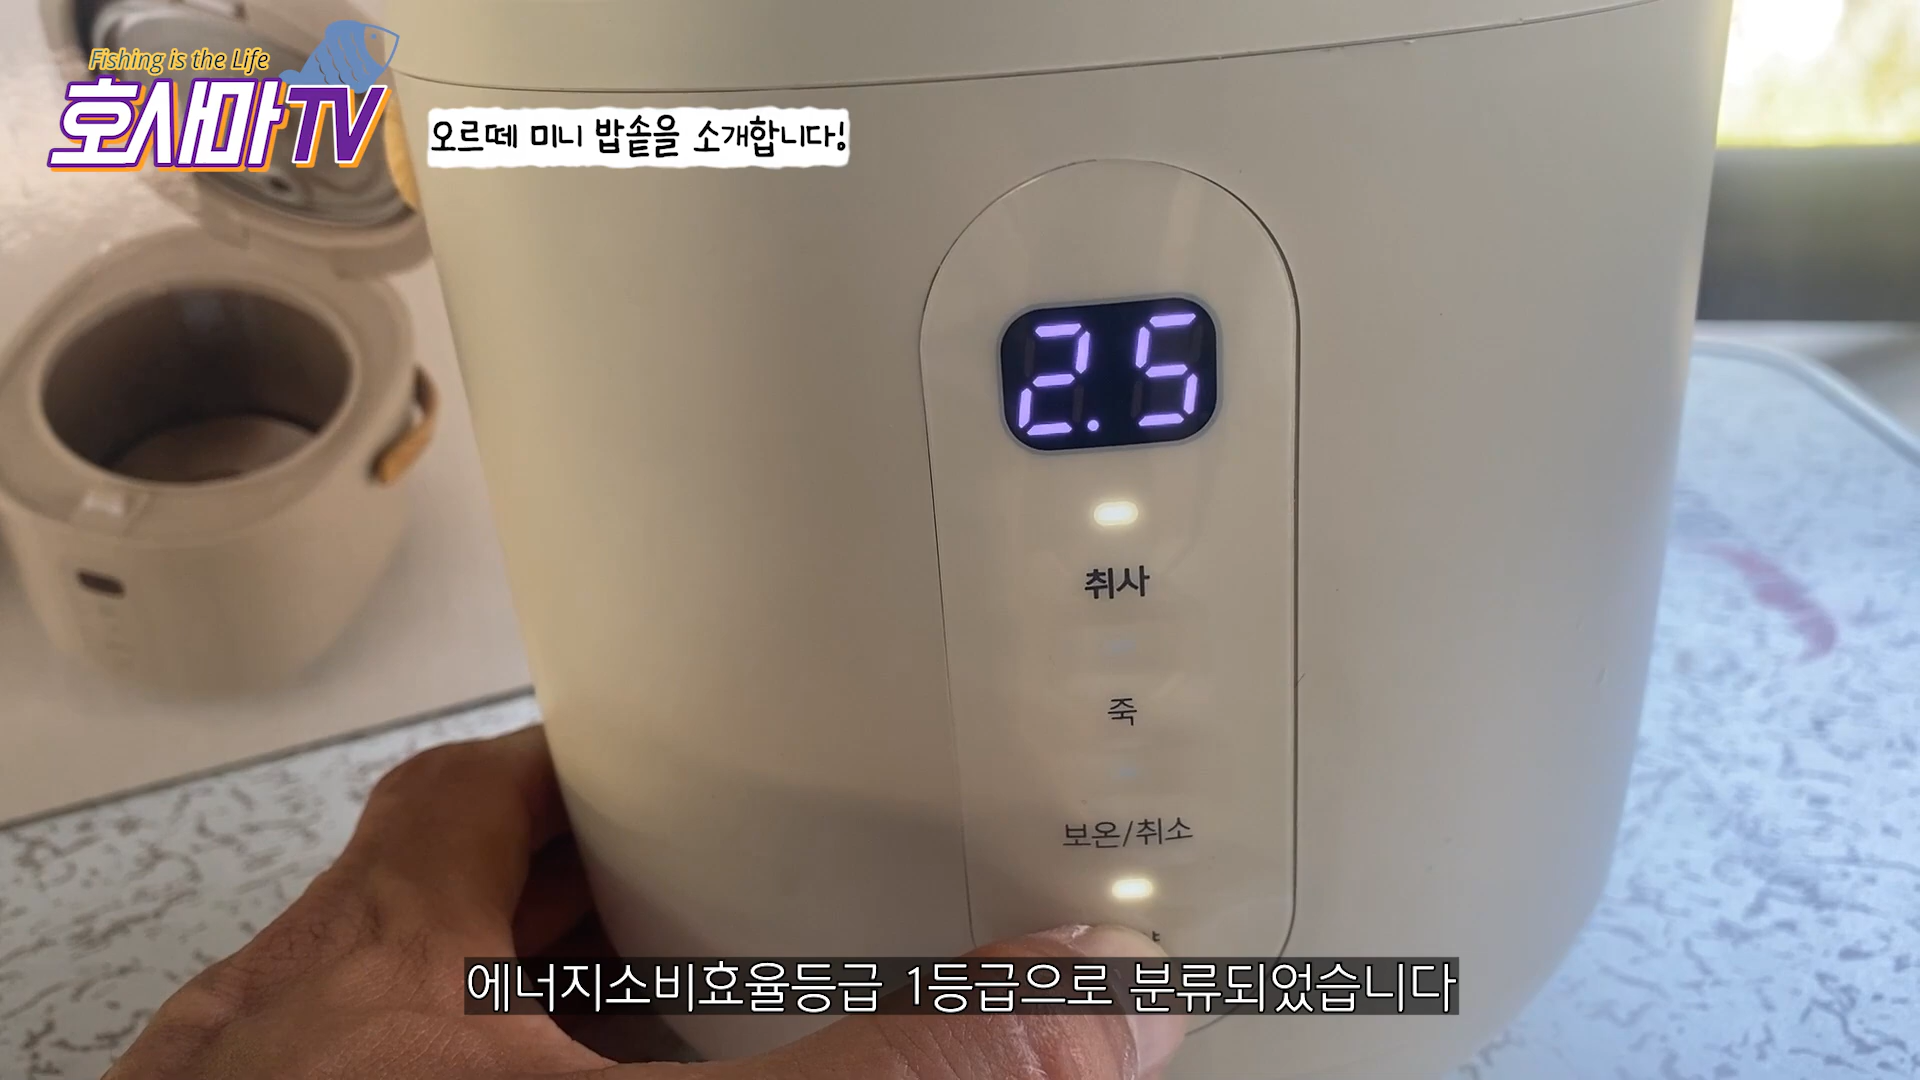 Fishing is the Life
호사마TV
오르떼 미니 밥솥을 소개합니다!
2.5
취사
죽
보온/취소
에너지소비효율등급 1등급으로 분류되었습니다